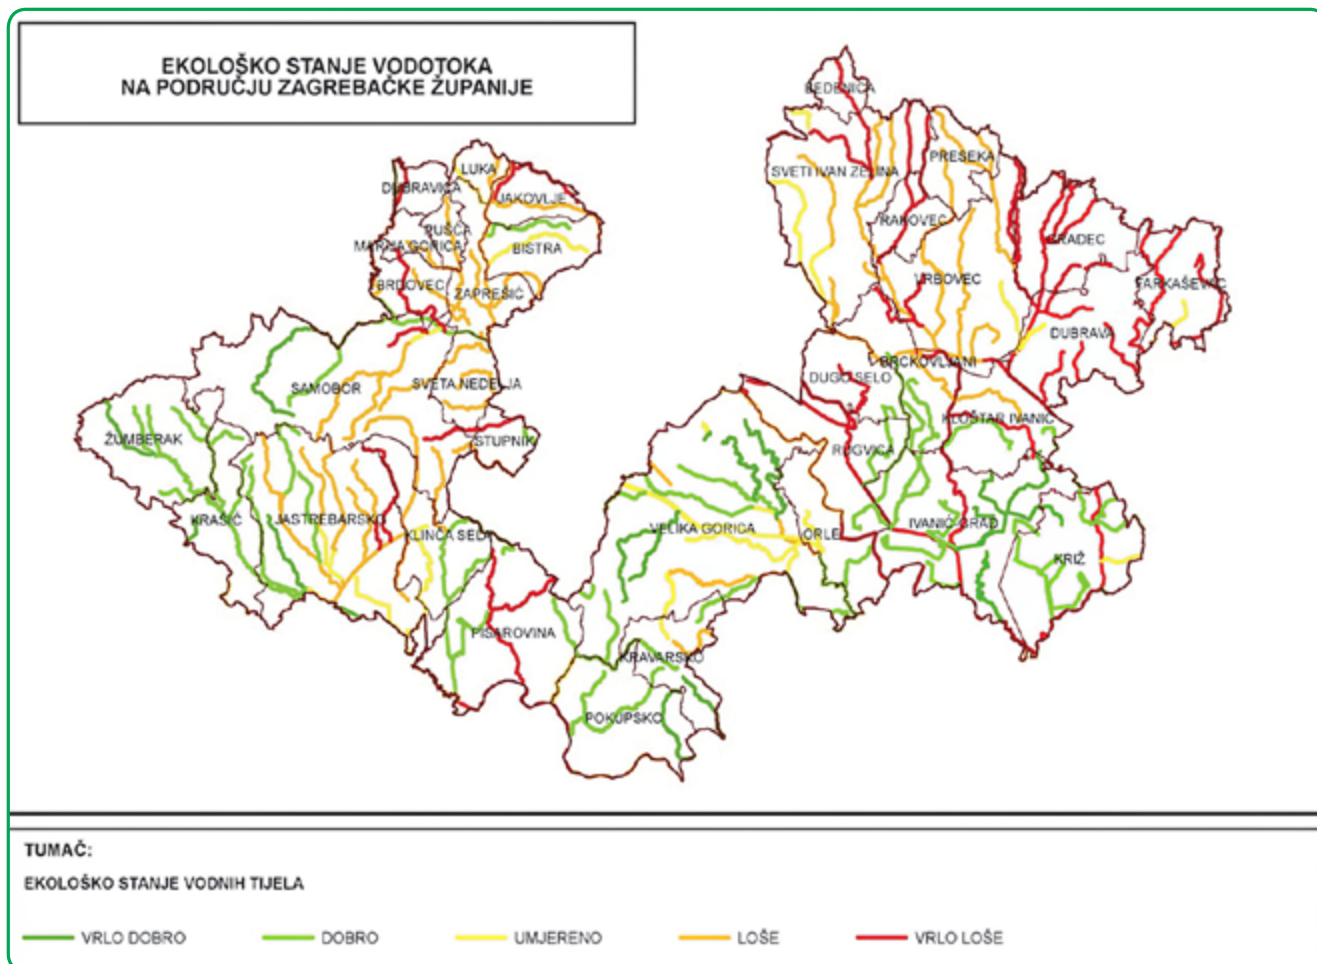 EKOLOŠKO STANJE VODOTOKA
NA PODRUČJU ZAGREBAČKE ŽUPANIJE
BEDENICA
LUKA
DUBRAVICA
JAKOVLJE
PUŠĆA
MARIJA GORICA
BISTRA
BRDOVEC
ZAPREŠIĆ
SVETI IVAN ZELINA
PRESEKA
RAKOVEC
GRADEC
VRBOVEC
FARKAŠEVAC
DUBRAVA
BRCKOVLJANI
DUGO SELO
SAMOBOR
SVETA NEDELJA
KLOŠTAR IVANIĆ
ŽUMBERAK
STUPNIK
RUGVICA
KRAŠIĆ
JASTREBARSKO
KLINČA SELA
VELIKA GORICA
ORLE
IVANIĆ GRAD
KRIŽ
PISAROVINA
KRAVARSKO
POKUPSKO
TUMAČ:
EKOLOŠKO STANJE VODNIH TIJELA
VRLO DOBRO DOBRO UMJERENO LOŠE VRLO LOŠE